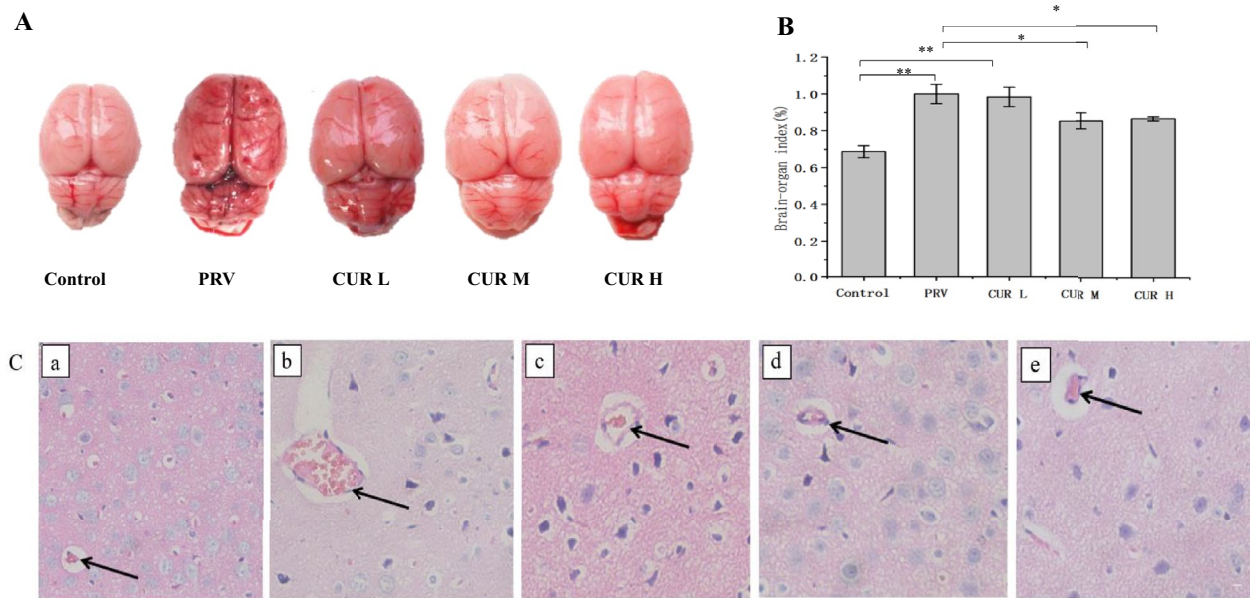 A
Control PRV CUR L CUR M CUR H
B
*
**
*
**
Brain-organ index(%)
1.2
1.0
0.8
0.6
0.4
0.2
0.0
Control PRV CUR L CUR M CUR H
C
a b c d e